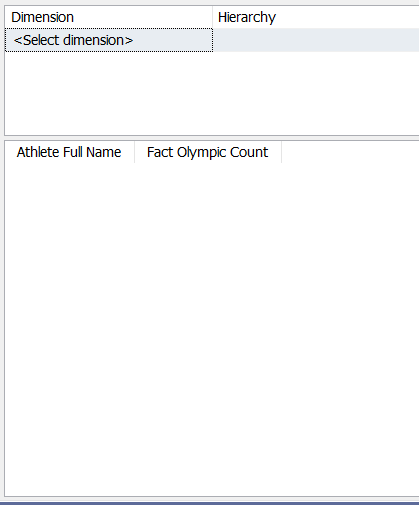 Dimension Hierarchy
<Select dimension>
Athlete Full Name Fact Olympic Count